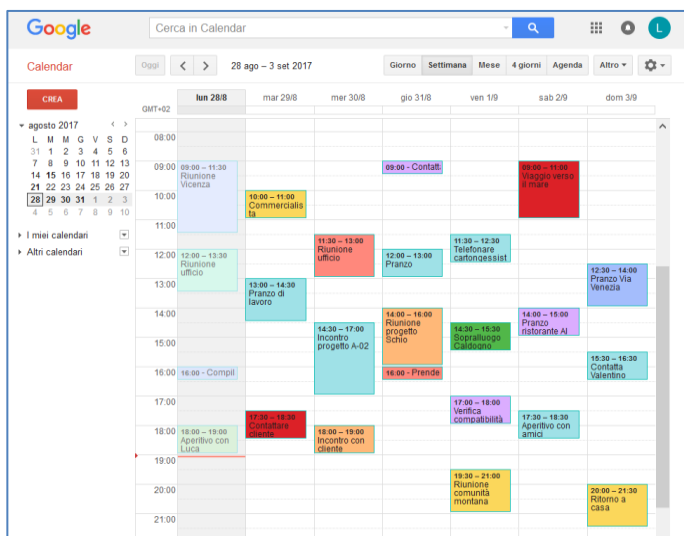 Google
Cerca in Calendar
L
Calendar
Oggi
28 ago – 3 set 2017
Giorno Settimana Mese 4 giorni Agenda Altro
CREA
agosto 2017
L M M G V S D
31 1 2 3 4 5 6
7 8 9 10 11 12 13
14 15 16 17 18 19 20
21 22 23 24 25 26 27
28 29 30 31 1 2 3
4 5 6 7 8 9 10
I miei calendari
Altri calendari
lun 28/8 mar 29/8 mer 30/8 gio 31/8 ven 1/9 sab 2/9 dom 3/9
GMT+02
08:00
09:00
10:00
11:00
12:00
13:00
14:00
15:00
16:00
17:00
18:00
19:00
20:00
21:00
09:00 – 11:30
Riunione
Vicenza
12:00 – 13:30
Riunione
ufficio
16:00 - Compil
18:00 – 19:00
Aperitivo con
Luca
10:00 – 11:00
Commercialis
ta
13:00 – 14:30
Pranzo di
lavoro
17:30 – 18:30
Contattare
cliente
11:30 – 13:00
Riunione
ufficio
14:30 – 17:00
Incontro
progetto A-02
18:00 – 19:00
Incontro con
cliente
09:00 - Contatt
12:00 – 13:00
Pranzo
14:00 – 16:00
Riunione
progetto
Schio
16:00 - Prende
11:30 – 12:30
Telefonare
cartongessist
14:30 – 15:30
Sopralluogo
Caldogno
17:00 – 18:00
Verifica
compatibilità
19:30 – 21:00
Riunione
comunità
montana
09:00 – 11:00
Viaggio verso
il mare
14:00 – 15:00
Pranzo
ristorante Al
17:30 – 18:30
Aperitivo con
amici
12:30 – 14:00
Pranzo Via
Venezia
15:30 – 16:30
Contatta
Valentino
20:00 – 21:30
Ritorno a
casa